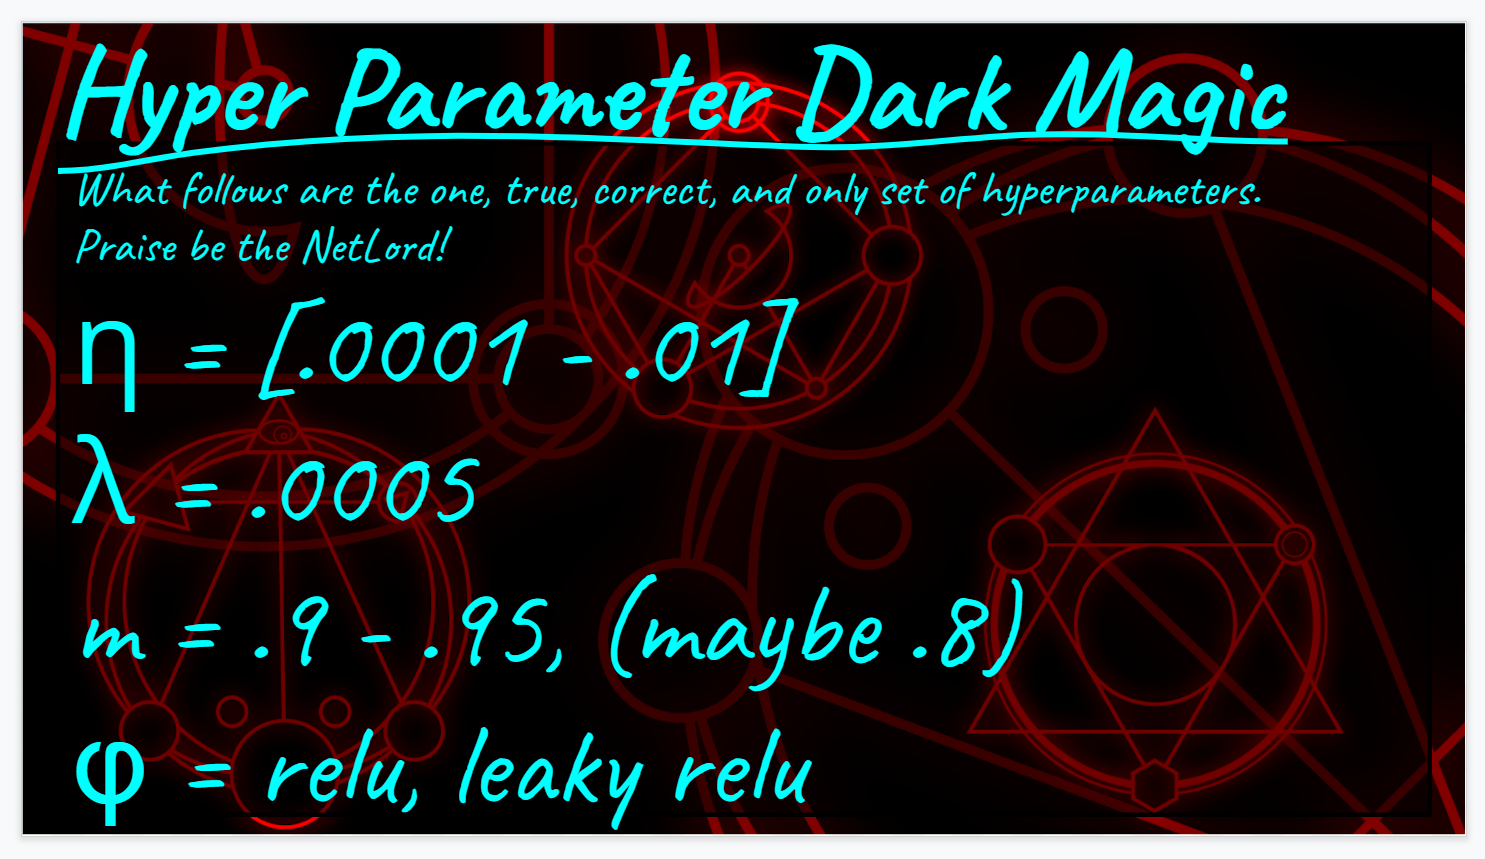 Hyper Parameter Dark Magic
What follows are the one, true, correct, and only set of hyperparameters.
Praise be the NetLord!
η = [.0001 - .01]
λ = .0005
m = .9 - .95, (maybe .8)
φ = relu, leaky relu